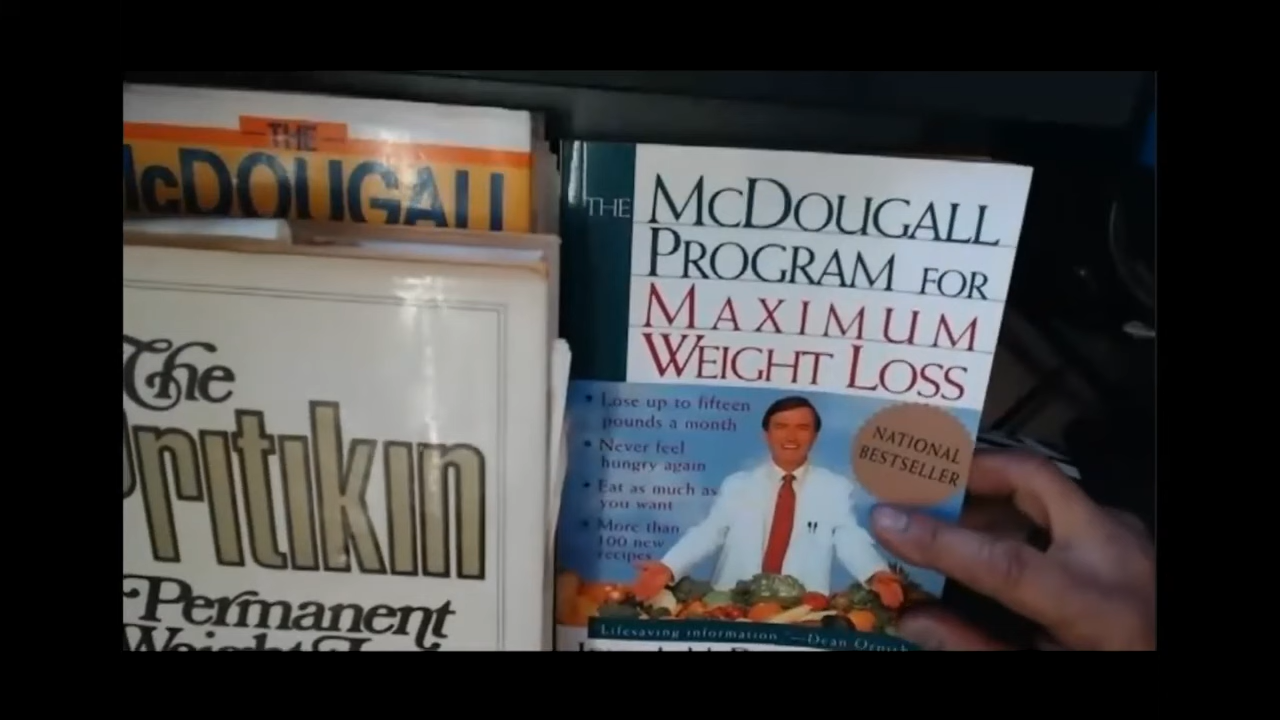 THE
McDOUGALL
The
Pritikin
Permanent
THE McDOUGALL
PROGRAM FOR
MAXIMUM
WEIGHT LOSS
• Lose up to fifteen
pounds a month
• Never feel
hungry again
• Eat as much as
you want
• More than
100 new
recipes
NATIONAL
BESTSELLER
Lifesaving information." —Dean Ornish